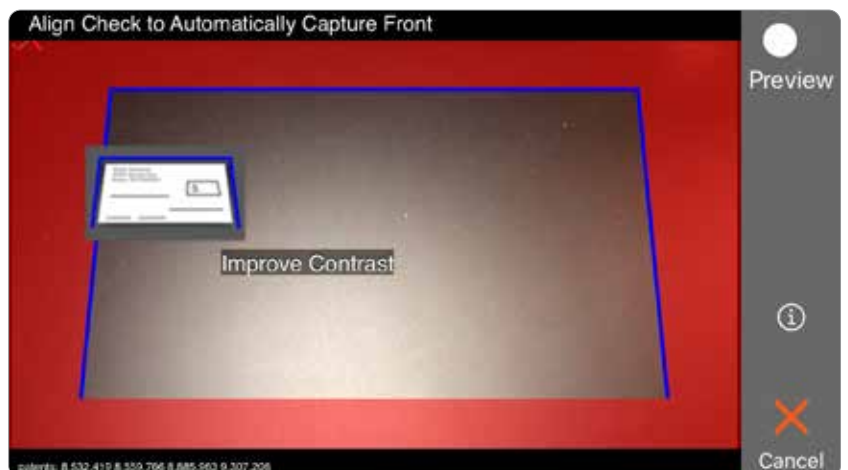 Align Check to Automatically Capture Front
Preview
$
Improve Contrast
Cancel
patents: 8,532,419 8,559,766 8,885,963 9,307,206